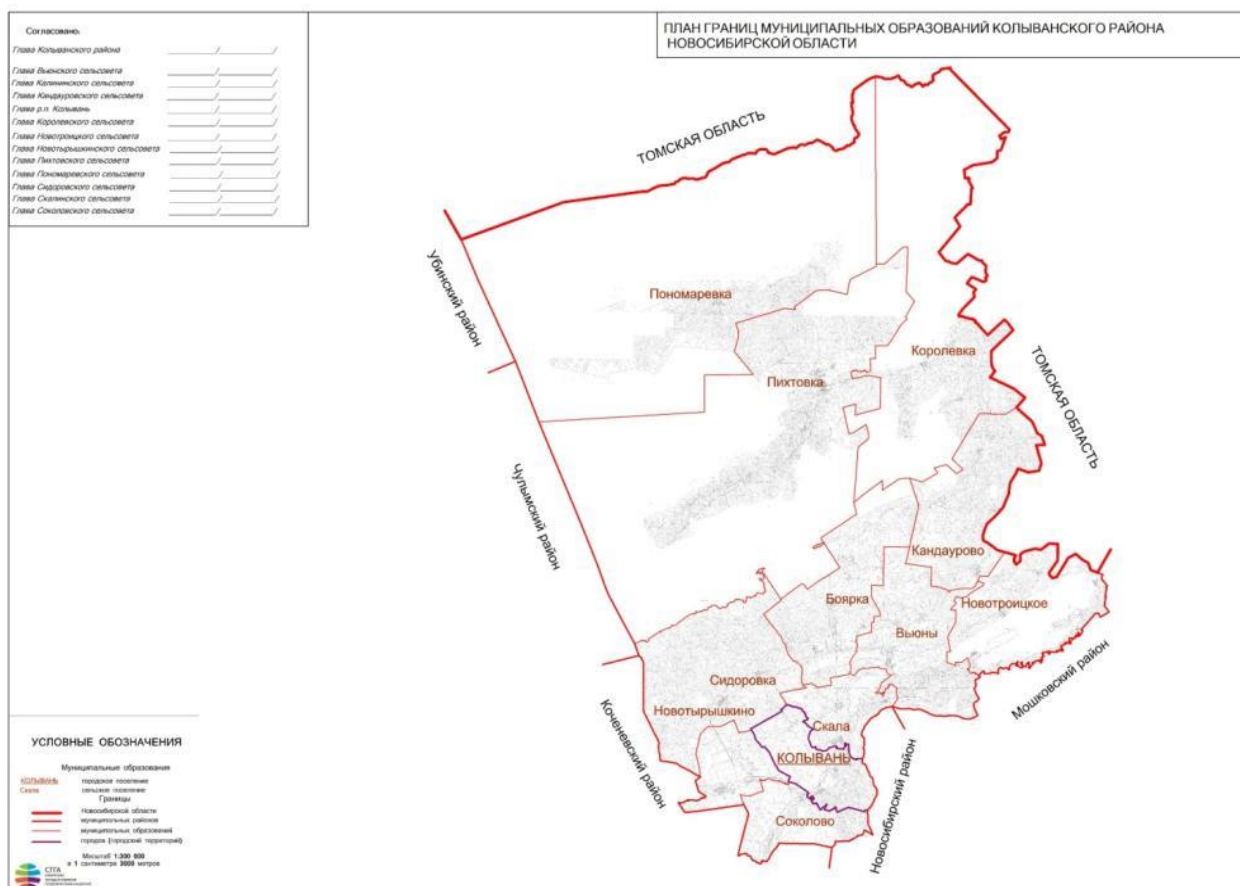 Согласовано:
Глава Колыванского района
Глава Вьюнского сельсовета
Глава Калининского сельсовета
Глава Кандауровского сельсовета
Глава р.п. Колывань
Глава Королевского сельсовета
Глава Новотроицкого сельсовета
Глава Новотырышкинского сельсовета
Глава Пихтовского сельсовета
Глава Пономаревского сельсовета
Глава Сидоровского сельсовета
Глава Скалинского сельсовета
Глава Соколовского сельсовета
ПЛАН ГРАНИЦ МУНИЦИПАЛЬНЫХ ОБРАЗОВАНИЙ КОЛЫВАНСКОГО РАЙОНА
НОВОСИБИРСКОЙ ОБЛАСТИ
ТОМСКАЯ ОБЛАСТЬ
Убинский район
Пономаревка
Королевка
Пихтовка
ТОМСКАЯ ОБЛАСТЬ
Чулымский район
Кандаурово
Боярка
Новотроицкое
Вьюны
Мошковский район
Сидоровка
Новотырышкино
Скала
Коченевский район
КОЛЫВАНЬ
Соколово
Новосибирский район
УСЛОВНЫЕ ОБОЗНАЧЕНИЯ
Муниципальные образования
КОЛЫВАНЬ городское поселение
Скала сельское поселение
Границы
Новосибирской области
муниципальных районов
муниципальных образований
городов (городский территорий)
Масштаб 1:300 000
в 1 сантиметре 3000 метров
СГГА